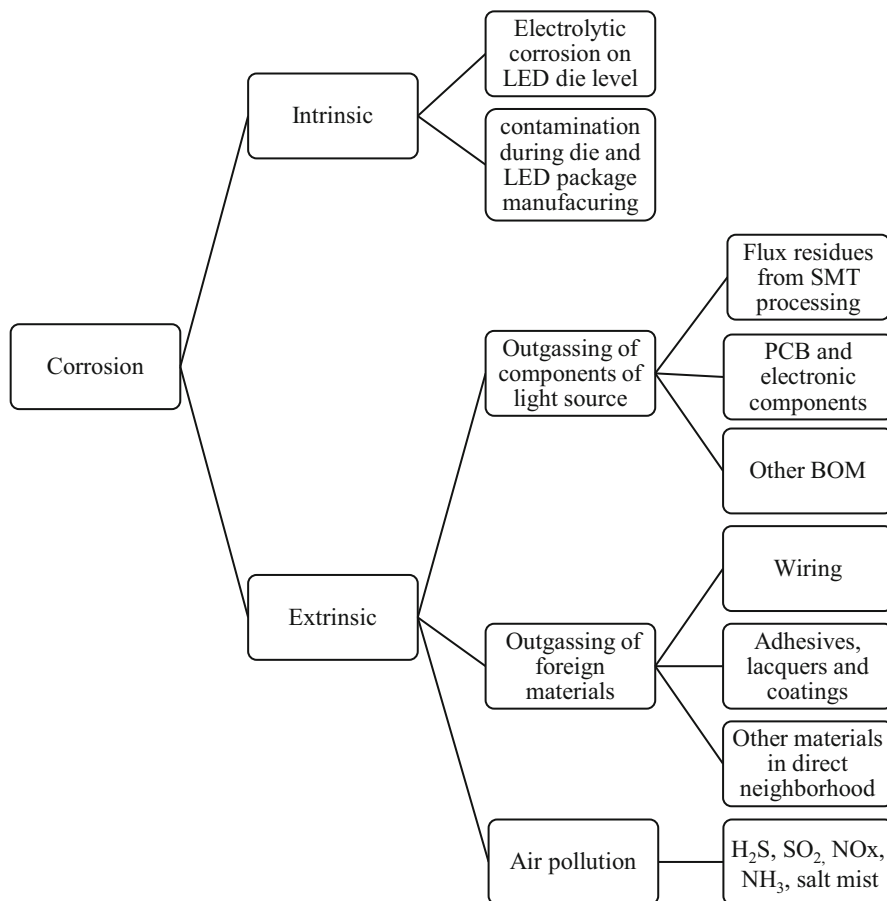 Corrosion
Intrinsic
Electrolytic
corrosion on
LED die level
contamination
during die and
LED package
manufacuring
Extrinsic
Outgassing of
components of
light source
Flux residues
from SMT
processing
PCB and
electronic
components
Other BOM
Outgassing of
foreign
materials
Wiring
Adhesives,
lacquers and
coatings
Other materials
in direct
neighborhood
Air pollution
H₂S, SO₂, NOx,
NH₃, salt mist